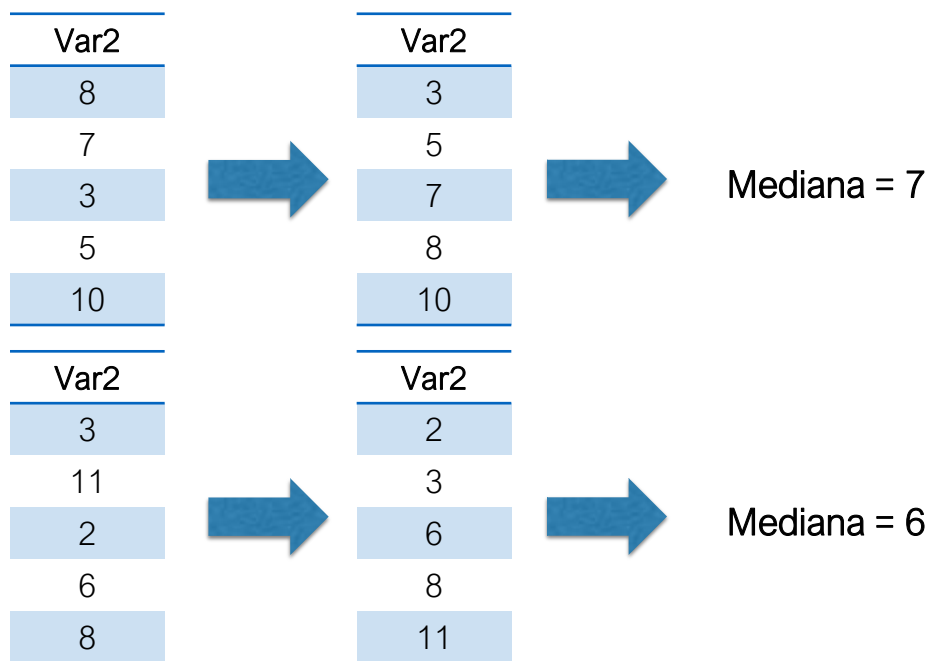 Var2 Var2
8 3
7 5
3 7
5 8
10 10
Mediana = 7
Var2 Var2
3 2
11 3
2 6
6 8
8 11
Mediana = 6